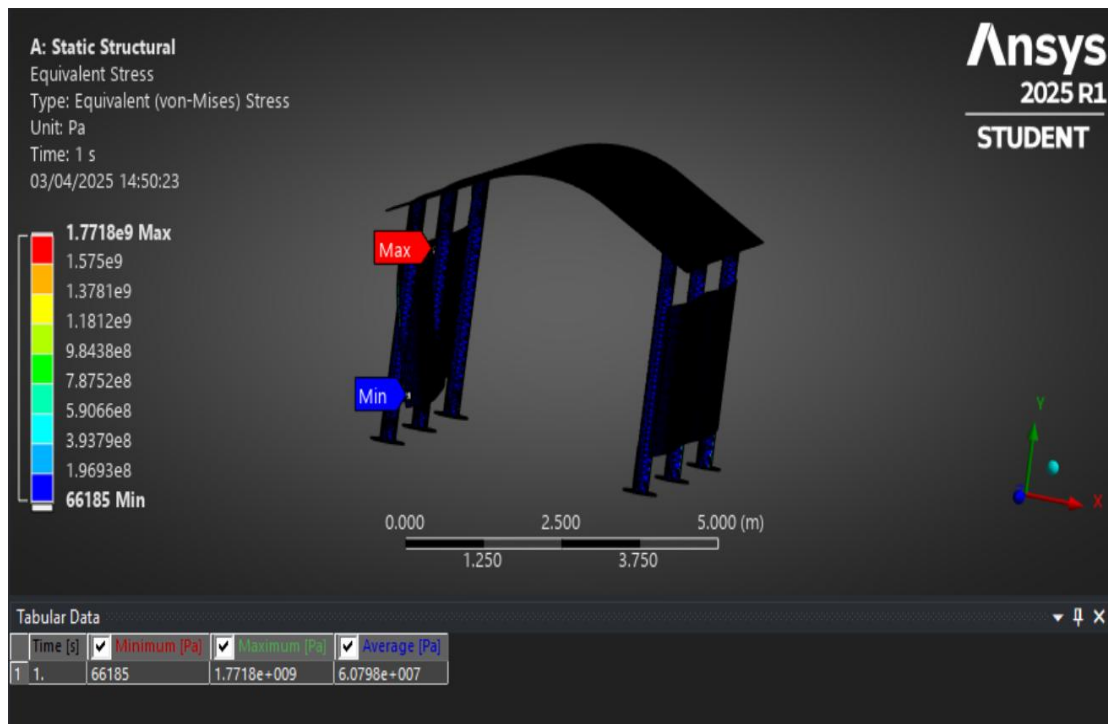 A: Static Structural
Equivalent Stress
Type: Equivalent (von-Mises) Stress
Unit: Pa
Time: 1 s
03/04/2025 14:50:23
Ansys
2025 R1
STUDENT
1.7718e9 Max
1.575e9
1.3781e9
1.1812e9
9.8438e8
7.8752e8
5.9066e8
3.9379e8
1.9693e8
66185 Min
Max
Min
Y
X
0.000 2.500 5.000 (m)
1.250 3.750
Tabular Data
Time [s] Minimum [Pa] Maximum [Pa] Average [Pa]
1 1. 66185 1.7718e+009 6.0798e+007